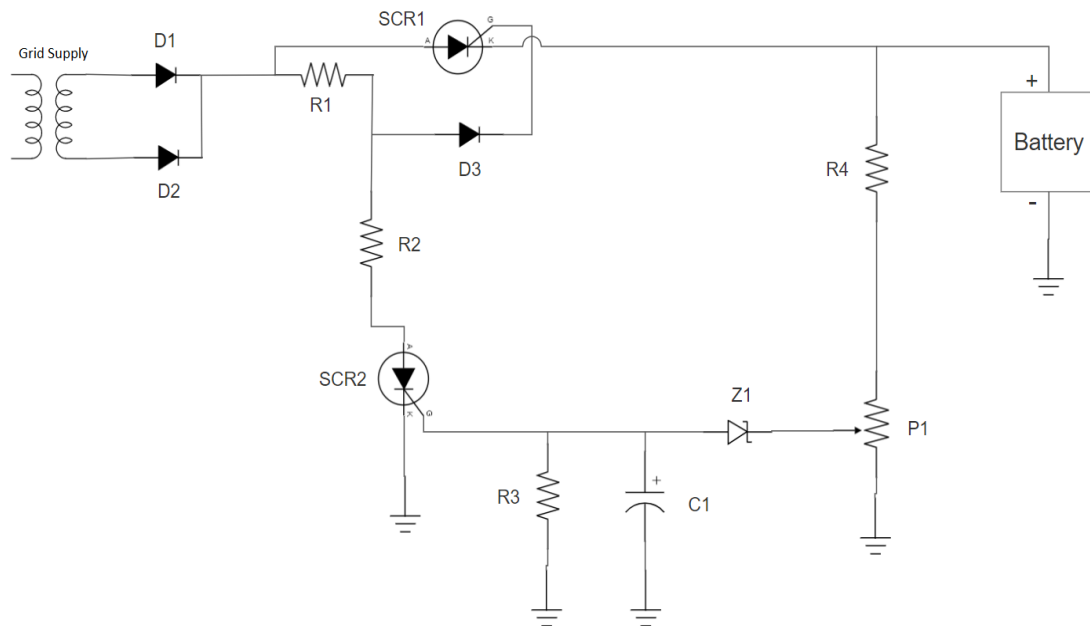 SCR1
G
A
K
Grid Supply
D1
R1
D2
D3
+
Battery
-
R4
R2
A
SCR2
K
G
Z1
P1
R3
+
C1